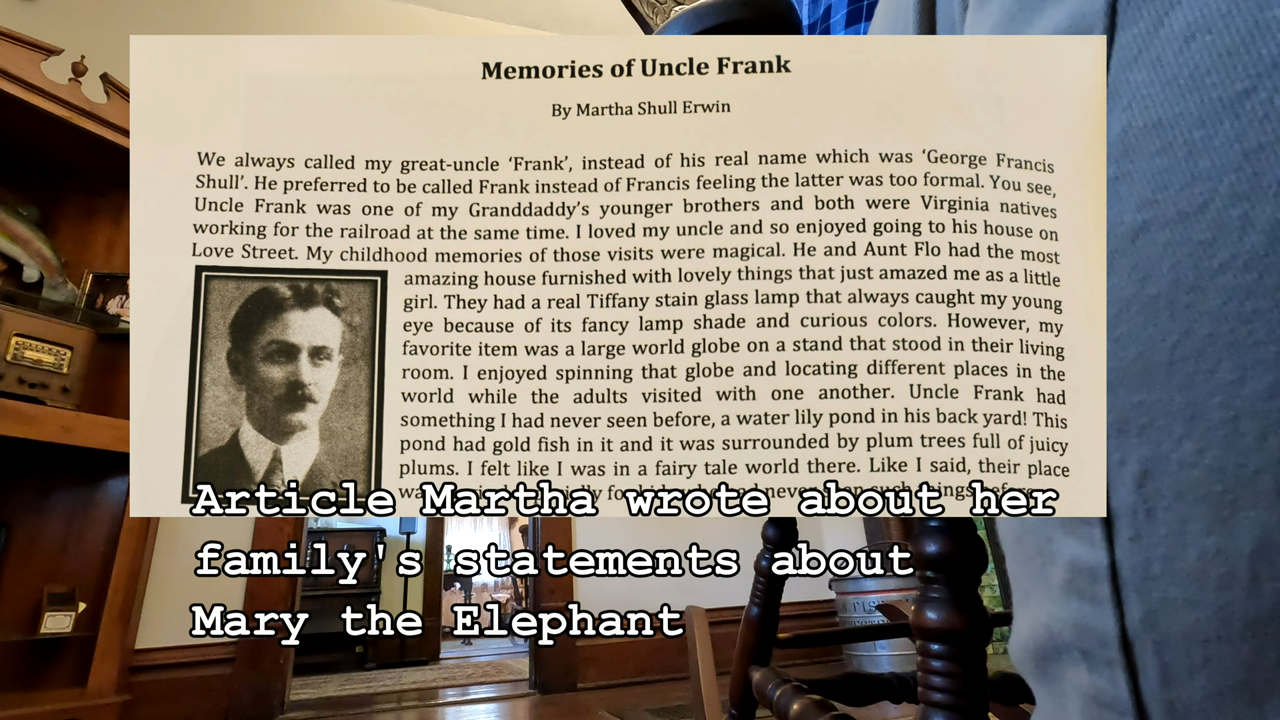 Memories of Uncle Frank
By Martha Shull Erwin
We always called my great-uncle ‘Frank’, instead of his real name which was ‘George Francis
Shull’. He preferred to be called Frank instead of Francis feeling the latter was too formal. You see,
Uncle Frank was one of my Granddaddy’s younger brothers and both were Virginia natives
working for the railroad at the same time. I loved my uncle and so enjoyed going to his house on
Love Street. My childhood memories of those visits were magical. He and Aunt Flo had the most
amazing house furnished with lovely things that just amazed me as a little
girl. They had a real Tiffany stain glass lamp that always caught my young
eye because of its fancy lamp shade and curious colors. However, my
favorite item was a large world globe on a stand that stood in their living
room. I enjoyed spinning that globe and locating different places in the
world while the adults visited with one another. Uncle Frank had
something I had never seen before, a water lily pond in his back yard! This
pond had gold fish in it and it was surrounded by plum trees full of juicy
plums. I felt like I was in a fairy tale world there. Like I said, their place
Article Martha wrote about her
family's statements about
Mary the Elephant